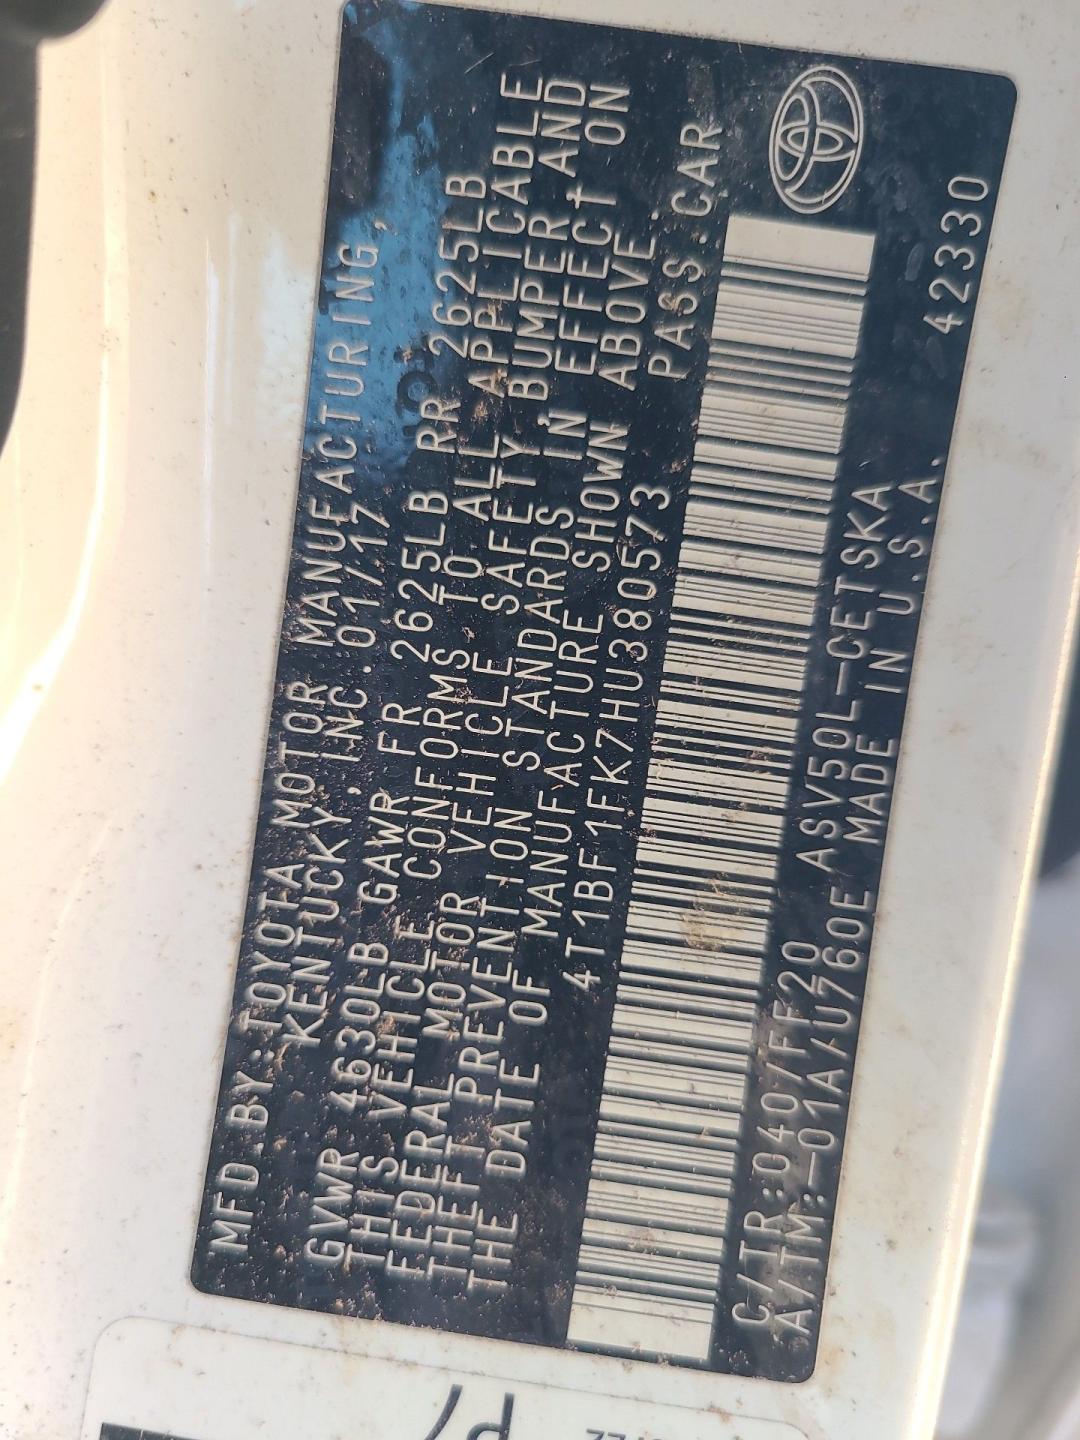 MFD.BY:TOYOTA MOTOR MANUFACTURING,
KENTUCKY,INC.01/17
GVWR 4630LB GAWR FR 2625LB RR 2625LB
THIS VEHICLE CONFORMS TO ALL APPLICABLE
FEDERAL MOTOR VEHICLE SAFETY BUMPER AND
THEFT PREVENTION STANDARDS IN EFFECT ON
THE DATE OF MANUFACTURE SHOWN ABOVE.
4T1BF1FK7HU380573 PASS.CAR
C/TR:040/FE20 ASV50L-CETSKA 42330
A/TM:-01A/U760E MADE IN U.S.A.